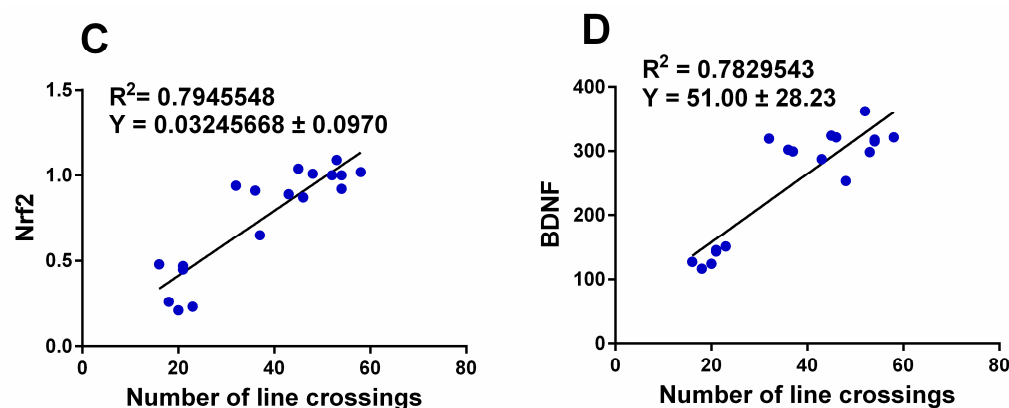 C
R²= 0.7945548
Y = 0.03245668 ± 0.0970
1.5
1.0
0.5
0.0
Nrf2
0
20
40
60
80
Number of line crossings
D
R² = 0.7829543
Y = 51.00 ± 28.23
400
300
200
100
0
BDNF
0
20
40
60
80
Number of line crossings